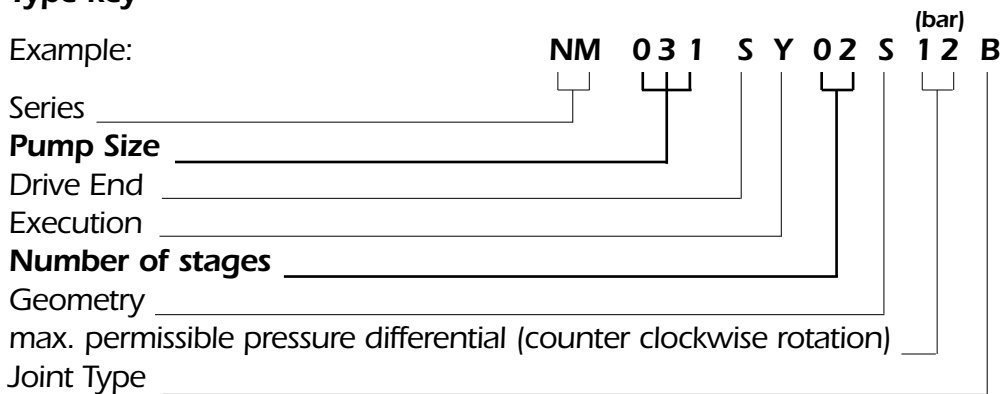 Type key
(bar)
Example: NM 031 S Y 02 S 12 B
Series
Pump Size
Drive End
Execution
Number of stages
Geometry
max. permissible pressure differential (counter clockwise rotation)
Joint Type